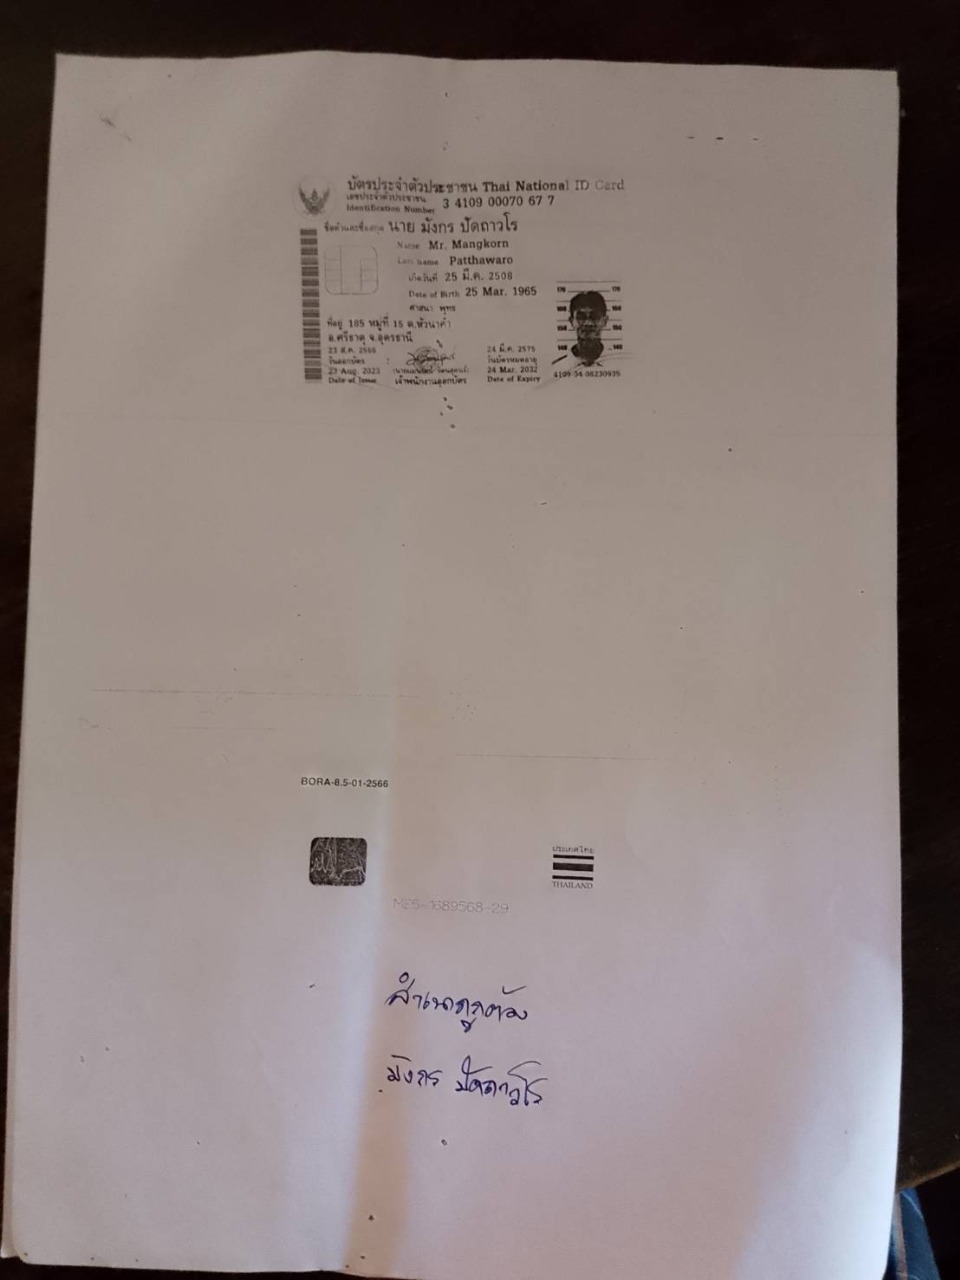 บัตรประจำตัวประชาชน Thai National ID Card
เลขประจำตัวประชาชน
Identification Number 3 4109 00070 67 7
ชื่อตัวและชื่อสกุล นาย มังกร ปัดถาวโร
Name Mr. Mangkorn
Last name Patthawaro
เกิดวันที่ 25 มี.ค. 2508
Date of Birth 25 Mar. 1965
ศาสนา พุทธ
ที่อยู่ 185 หมู่ที่ 15 ต.หัวนาคำ
อ.ศรีธาตุ จ.อุดรธานี
23 ส.ค. 2566
วันออกบัตร
23 Aug. 2023
Date of Issue
เจ้าพนักงานออกบัตร
24 มี.ค. 2575
วันบัตรหมดอายุ
24 Mar. 2032
Date of Expiry
170 170
160 160
150 150
140 140
4109-04-08230935
BORA-8.5-01-2566
ประเทศไทย
THAILAND
สำเนาถูกต้อง
มังกร ปัดถาวโร